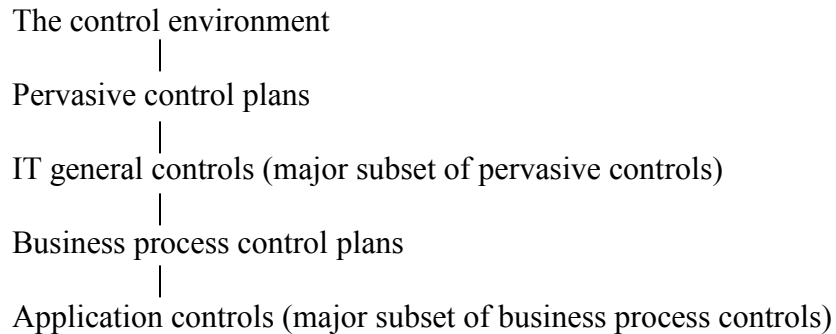 The control environment
Pervasive control plans
IT general controls (major subset of pervasive controls)
Business process control plans
Application controls (major subset of business process controls)